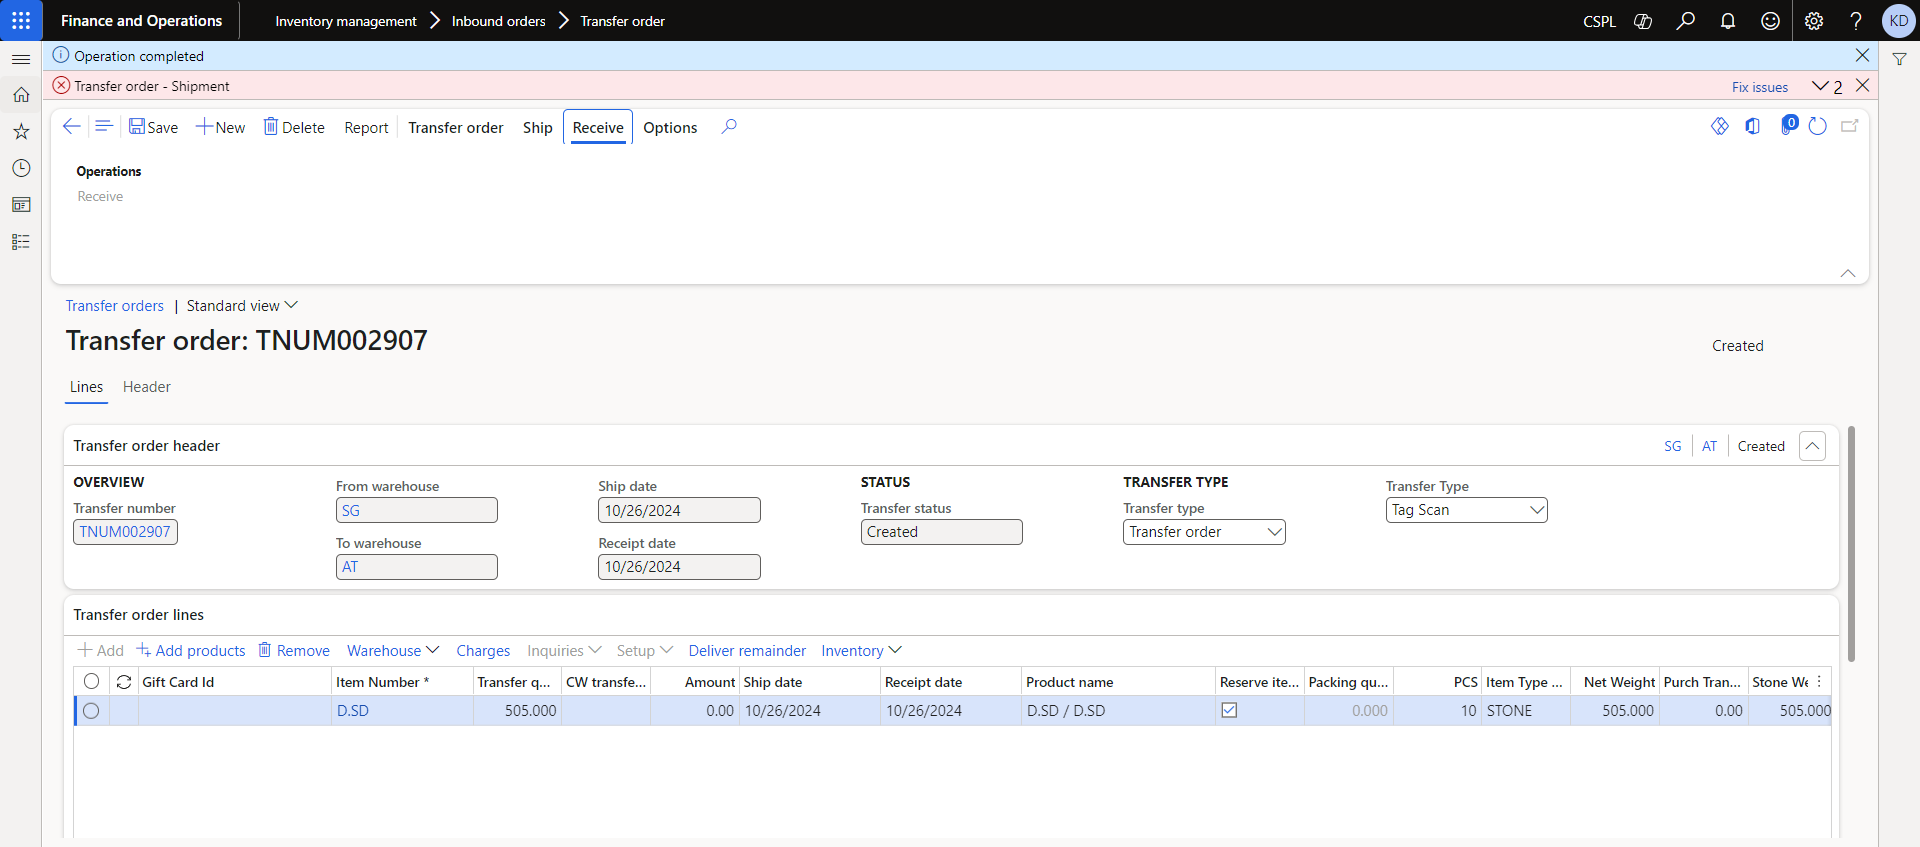 Finance and Operations
Inventory management > Inbound orders > Transfer order
CSPL
KD
Operation completed
Transfer order - Shipment
Fix issues
2
Save
New
Delete
Report
Transfer order
Ship
Receive
Options
0
Operations
Receive
Transfer orders | Standard view
Transfer order: TNUM002907
Created
Lines
Header
Transfer order header
SG
AT
Created
OVERVIEW
Transfer number
TNUM002907
From warehouse
SG
To warehouse
AT
Ship date
10/26/2024
Receipt date
10/26/2024
STATUS
Transfer status
Created
TRANSFER TYPE
Transfer type
Transfer order
Transfer Type
Tag Scan
Transfer order lines
Add
Add products
Remove
Warehouse
Charges
Inquiries
Setup
Deliver remainder
Inventory
Gift Card Id Item Number * Transfer q... CW transfe... Amount Ship date Receipt date Product name Reserve ite... Packing qu... PCS Item Type ... Net Weight Purch Tran... Stone We
D.SD 505.000 0.00 10/26/2024 10/26/2024 D.SD / D.SD 0.000 10 STONE 505.000 0.00 505.000